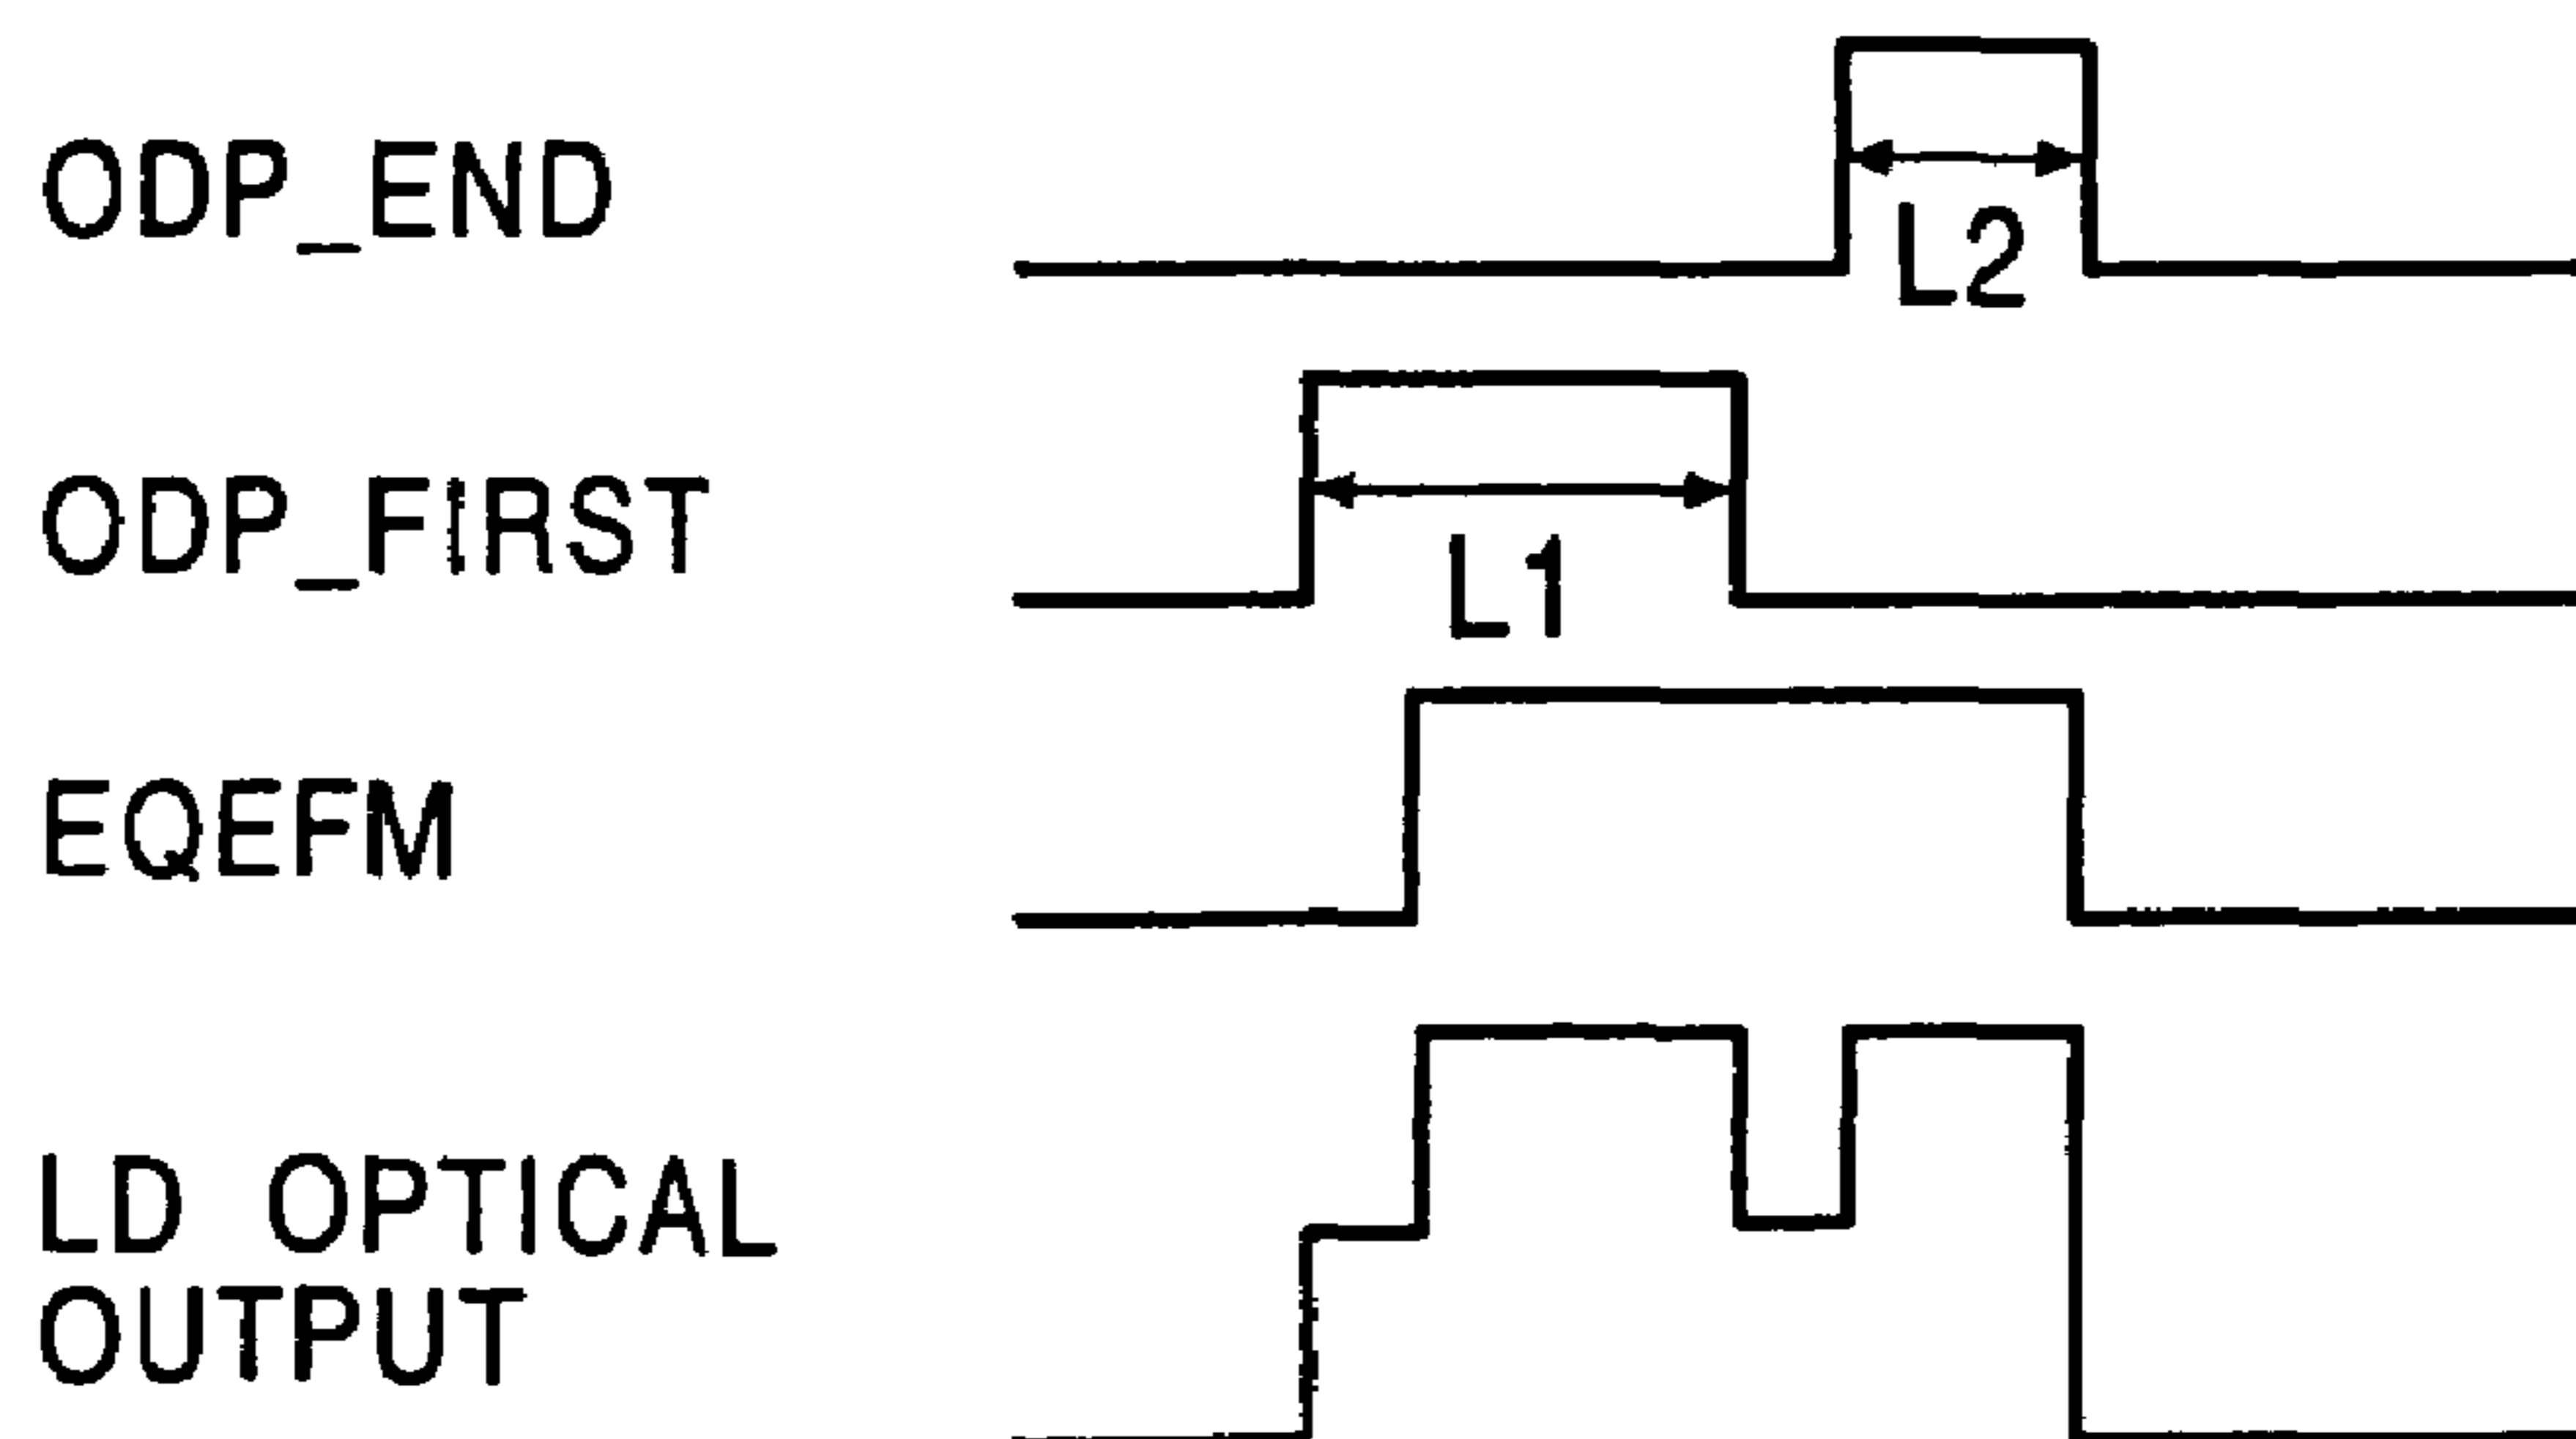 ODP_END
L2
ODP_FIRST
L1
EQEFM
LD OPTICAL
OUTPUT